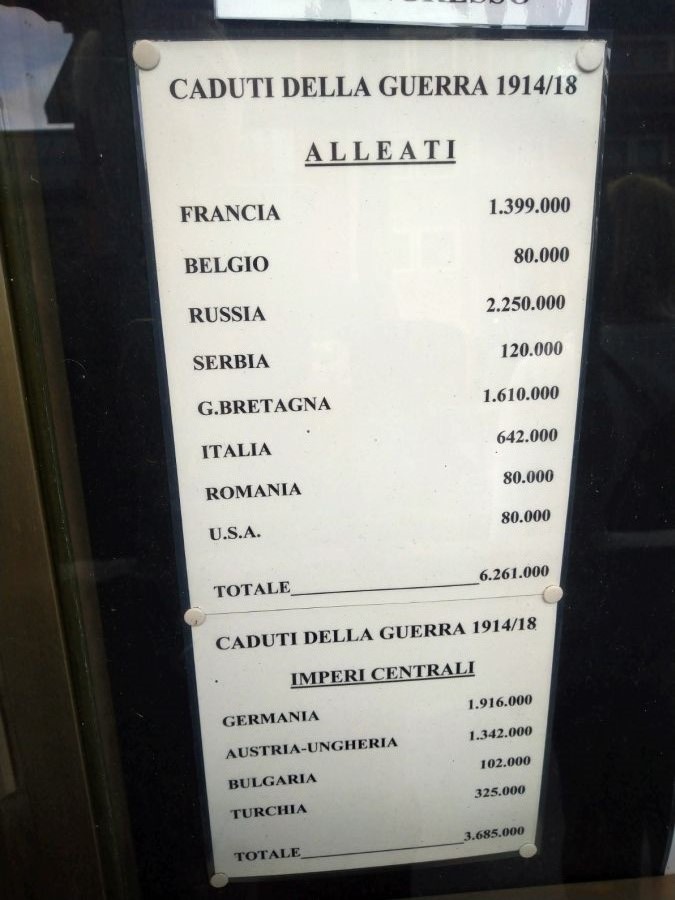 CADUTI DELLA GUERRA 1914/18
ALLEATI
FRANCIA 1.399.000
BELGIO 80.000
RUSSIA 2.250.000
SERBIA 120.000
G.BRETAGNA 1.610.000
ITALIA 642.000
ROMANIA 80.000
U.S.A. 80.000
TOTALE 6.261.000
CADUTI DELLA GUERRA 1914/18
IMPERI CENTRALI
GERMANIA 1.916.000
AUSTRIA-UNGHERIA 1.342.000
BULGARIA 102.000
TURCHIA 325.000
TOTALE 3.685.000